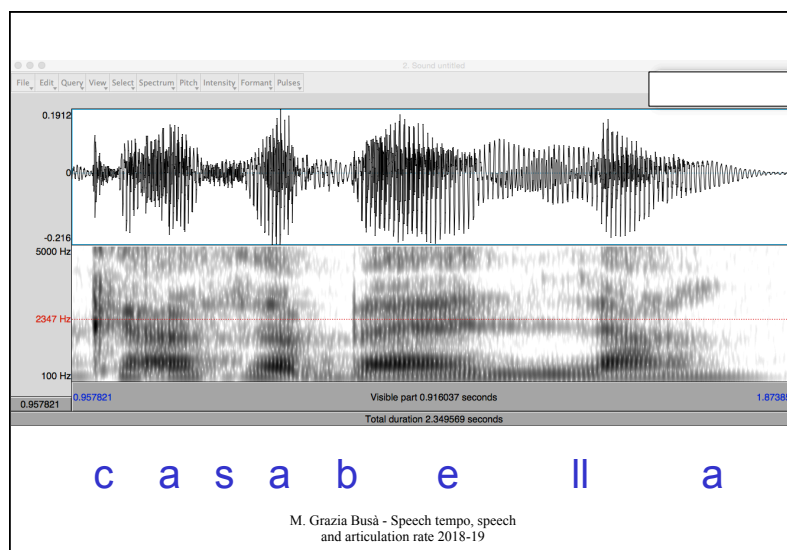 2. Sound untitled
File Edit Query View Select Spectrum Pitch Intensity Formant Pulses
0.1912
0
-0.216
5000 Hz
2347 Hz
100 Hz
0.957821 1.87385
0.957821 Visible part 0.916037 seconds
Total duration 2.349569 seconds
c a s a b e ll a
M. Grazia Busà - Speech tempo, speech
and articulation rate 2018-19